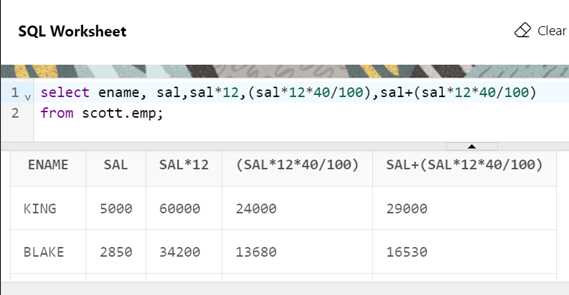 SQL Worksheet
Clear
1 select ename, sal,sal*12,(sal*12*40/100),sal+(sal*12*40/100)
2 from scott.emp;
ENAME SAL SAL*12 (SAL*12*40/100) SAL+(SAL*12*40/100)
KING 5000 60000 24000 29000
BLAKE 2850 34200 13680 16530